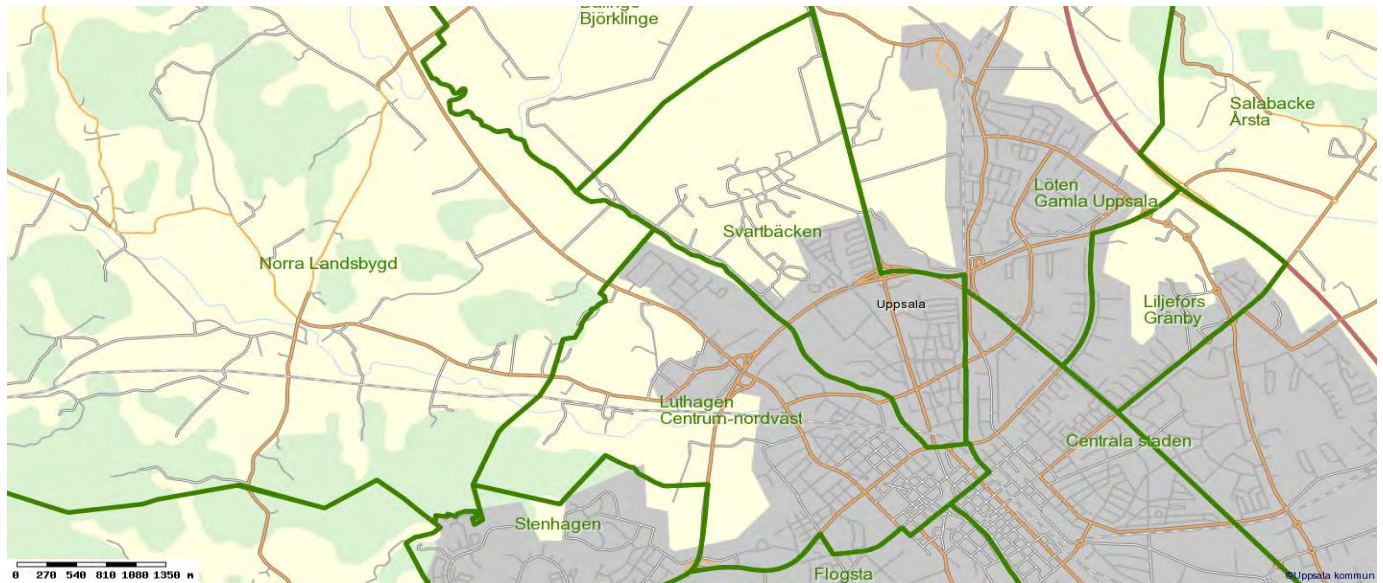 Bälinge
Björklinge
Salabacke
Årsta
Löten
Gamla Uppsala
Svartbäcken
Norra Landsbygd
Uppsala
Liljefors
Gränby
Luthagen
Centrum-nordväst
Centrala staden
Stenhagen
Flogsta
0 270 540 810 1080 1350 m
©Uppsala kommun